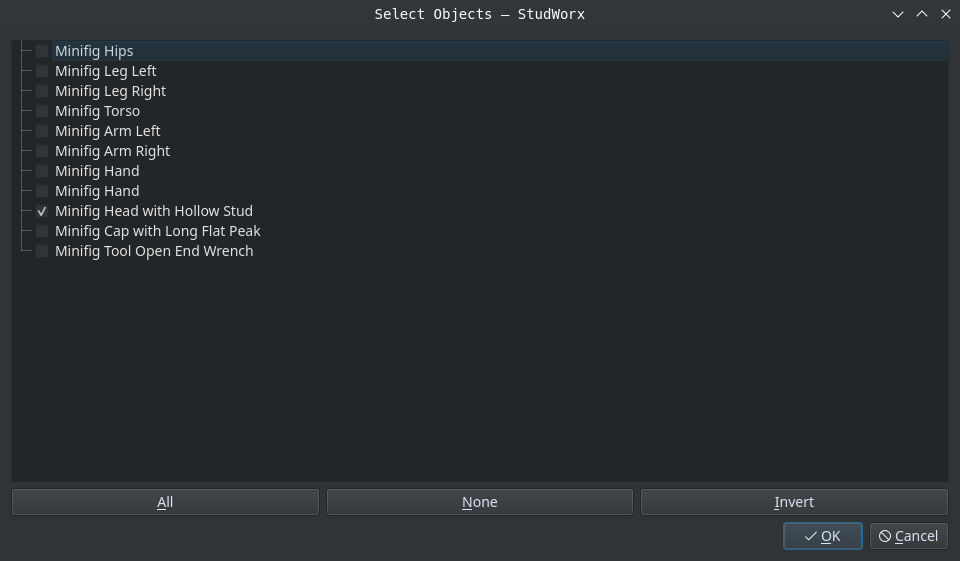 Select Objects — StudWorx
Minifig Hips
Minifig Leg Left
Minifig Leg Right
Minifig Torso
Minifig Arm Left
Minifig Arm Right
Minifig Hand
Minifig Hand
Minifig Head with Hollow Stud
Minifig Cap with Long Flat Peak
Minifig Tool Open End Wrench
All None Invert
OK Cancel